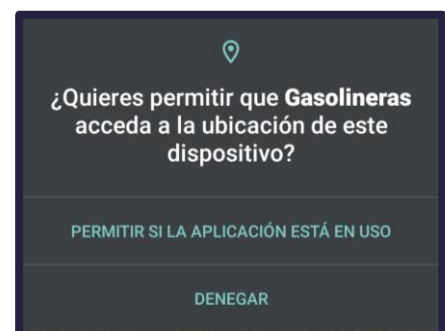 ¿Quieres permitir que Gasolineras
acceda a la ubicación de este
dispositivo?
PERMITIR SI LA APLICACIÓN ESTÁ EN USO
DENEGAR